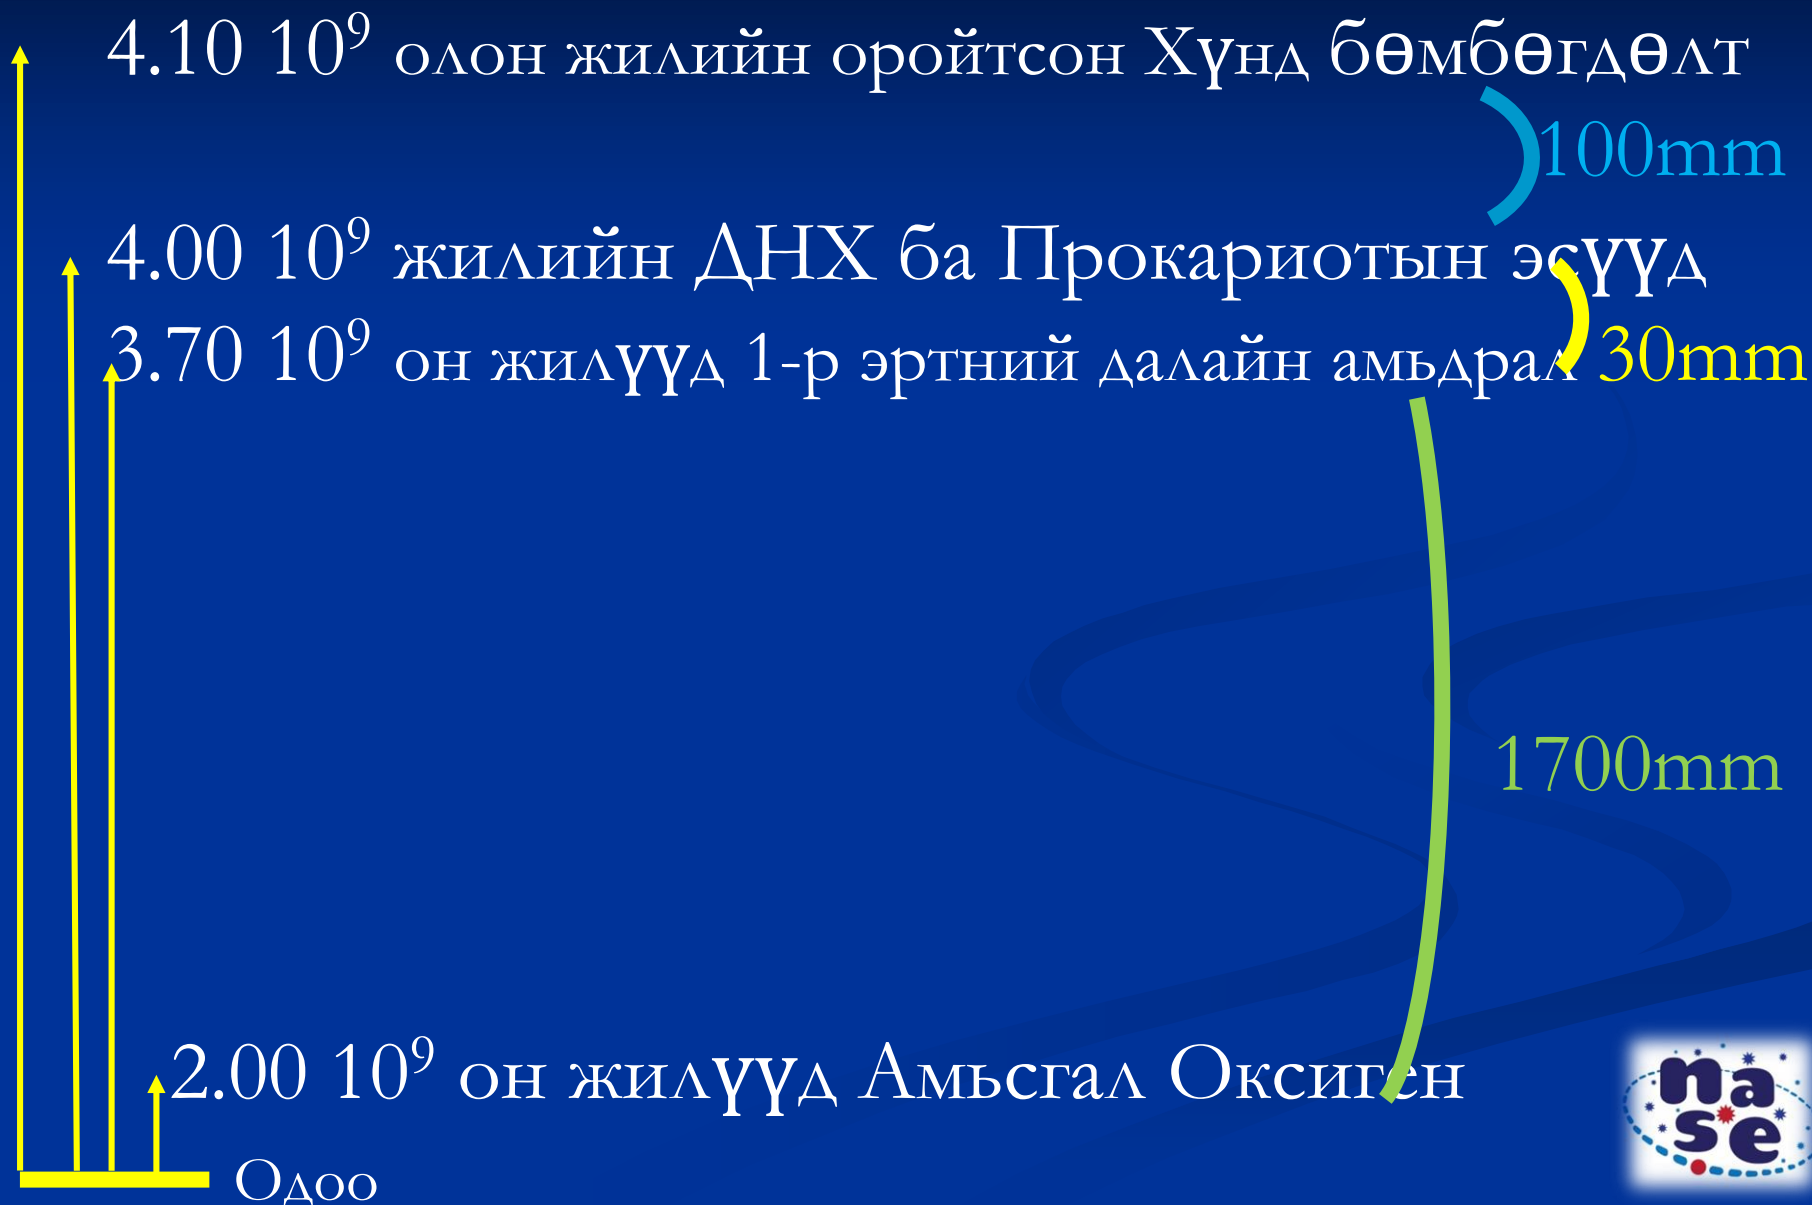 4.10 10⁹ олон жилийн оройтсон Хүнд бөмбөгдөлт
100mm
4.00 10⁹ жилийн ДНХ ба Прокариотын эсүүд
3.70 10⁹ он жилүүд 1-р эртний далайн амьдрал 30mm
1700mm
2.00 10⁹ он жилүүд Амьсгал Оксиген
Одоо
nase